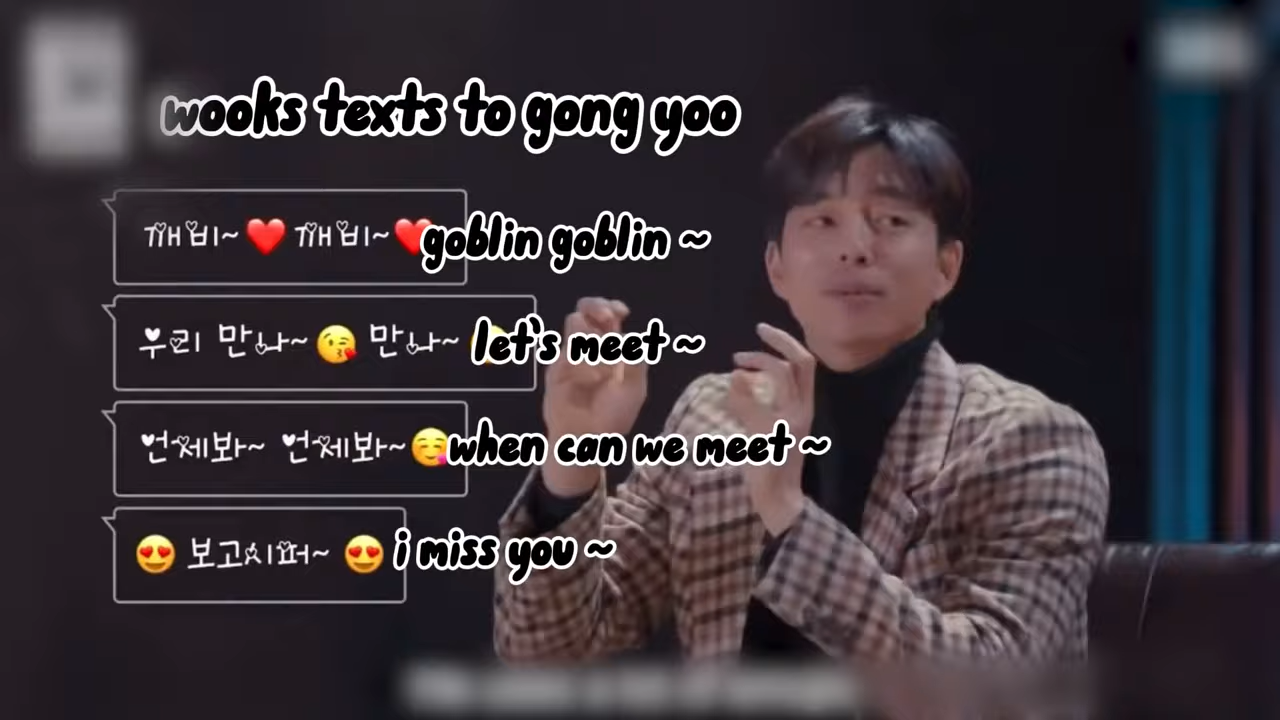 wooks texts to gong yoo
깨비~❤️ 깨비~❤️ goblin goblin ~
우리 만나~😘 만나~ let's meet ~
언제봐~ 언제봐~🥰 when can we meet ~
😍 보고시퍼~ 😍 i miss you ~